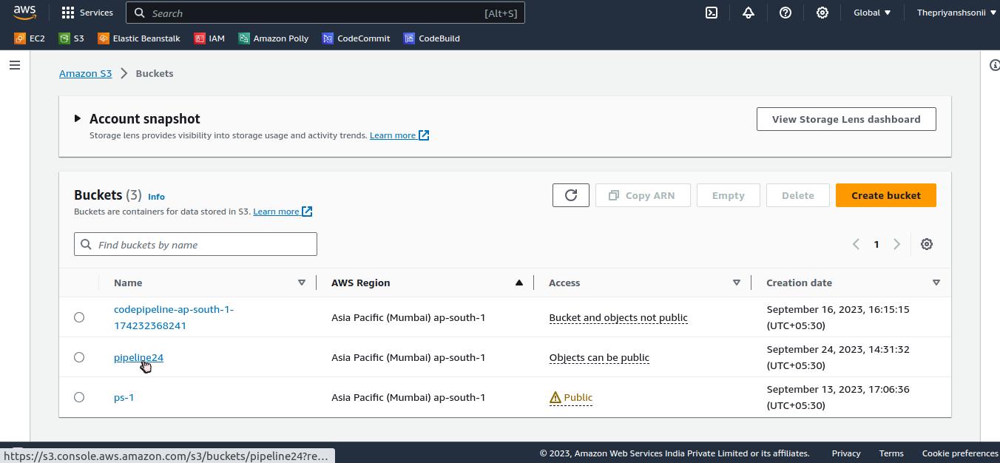 aws
Services
Search
[Alt+S]
Global
Thepriyanshsonii
EC2
S3
Elastic Beanstalk
IAM
Amazon Polly
CodeCommit
CodeBuild
Amazon S3
Buckets
Account snapshot
View Storage Lens dashboard
Storage lens provides visibility into storage usage and activity trends. Learn more
Buckets (3) Info
Copy ARN
Empty
Delete
Create bucket
Buckets are containers for data stored in S3. Learn more
Find buckets by name
1
Name
AWS Region
Access
Creation date
codepipeline-ap-south-1-
174232368241
Asia Pacific (Mumbai) ap-south-1
Bucket and objects not public
September 16, 2023, 16:15:15
(UTC+05:30)
pipeline24
Asia Pacific (Mumbai) ap-south-1
Objects can be public
September 24, 2023, 14:31:32
(UTC+05:30)
ps-1
Asia Pacific (Mumbai) ap-south-1
Public
September 13, 2023, 17:06:36
(UTC+05:30)
https://s3.console.aws.amazon.com/s3/buckets/pipeline24?re...
© 2023, Amazon Web Services India Private Limited or its affiliates.
Privacy
Terms
Cookie preferences